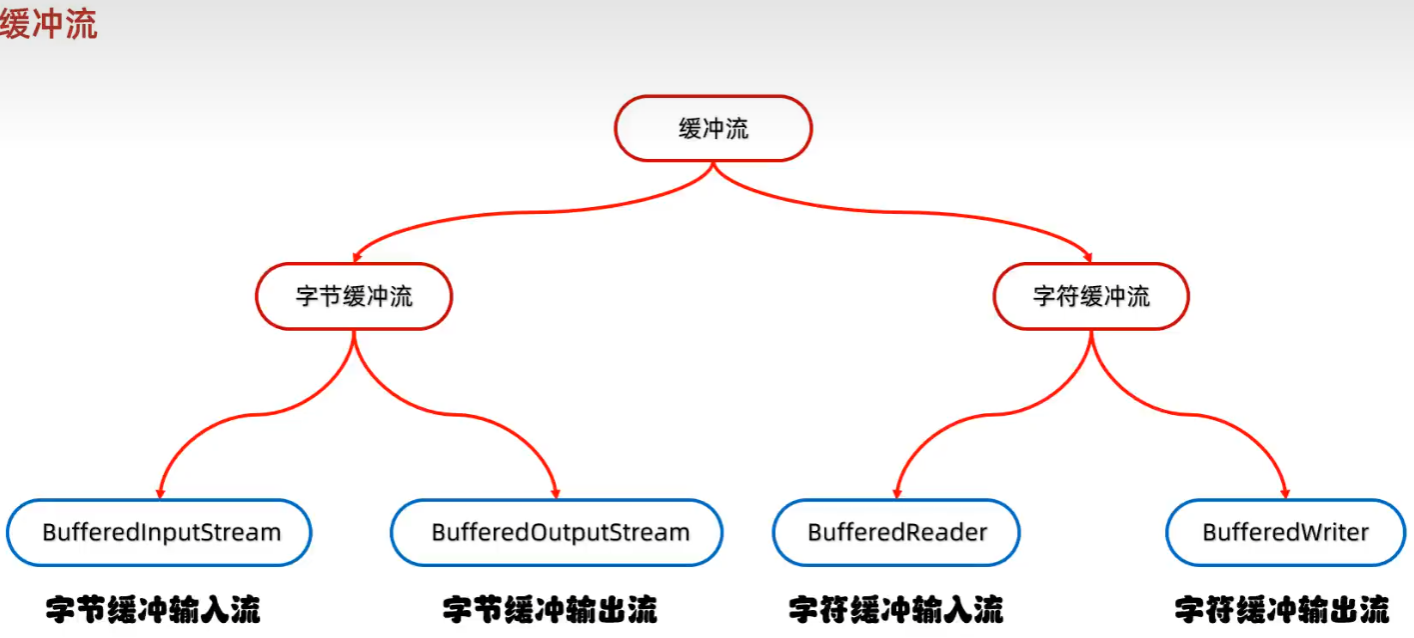 缓冲流
缓冲流
字节缓冲流
字符缓冲流
BufferedInputStream
BufferedOutputStream
BufferedReader
BufferedWriter
字节缓冲输入流
字节缓冲输出流
字符缓冲输入流
字符缓冲输出流